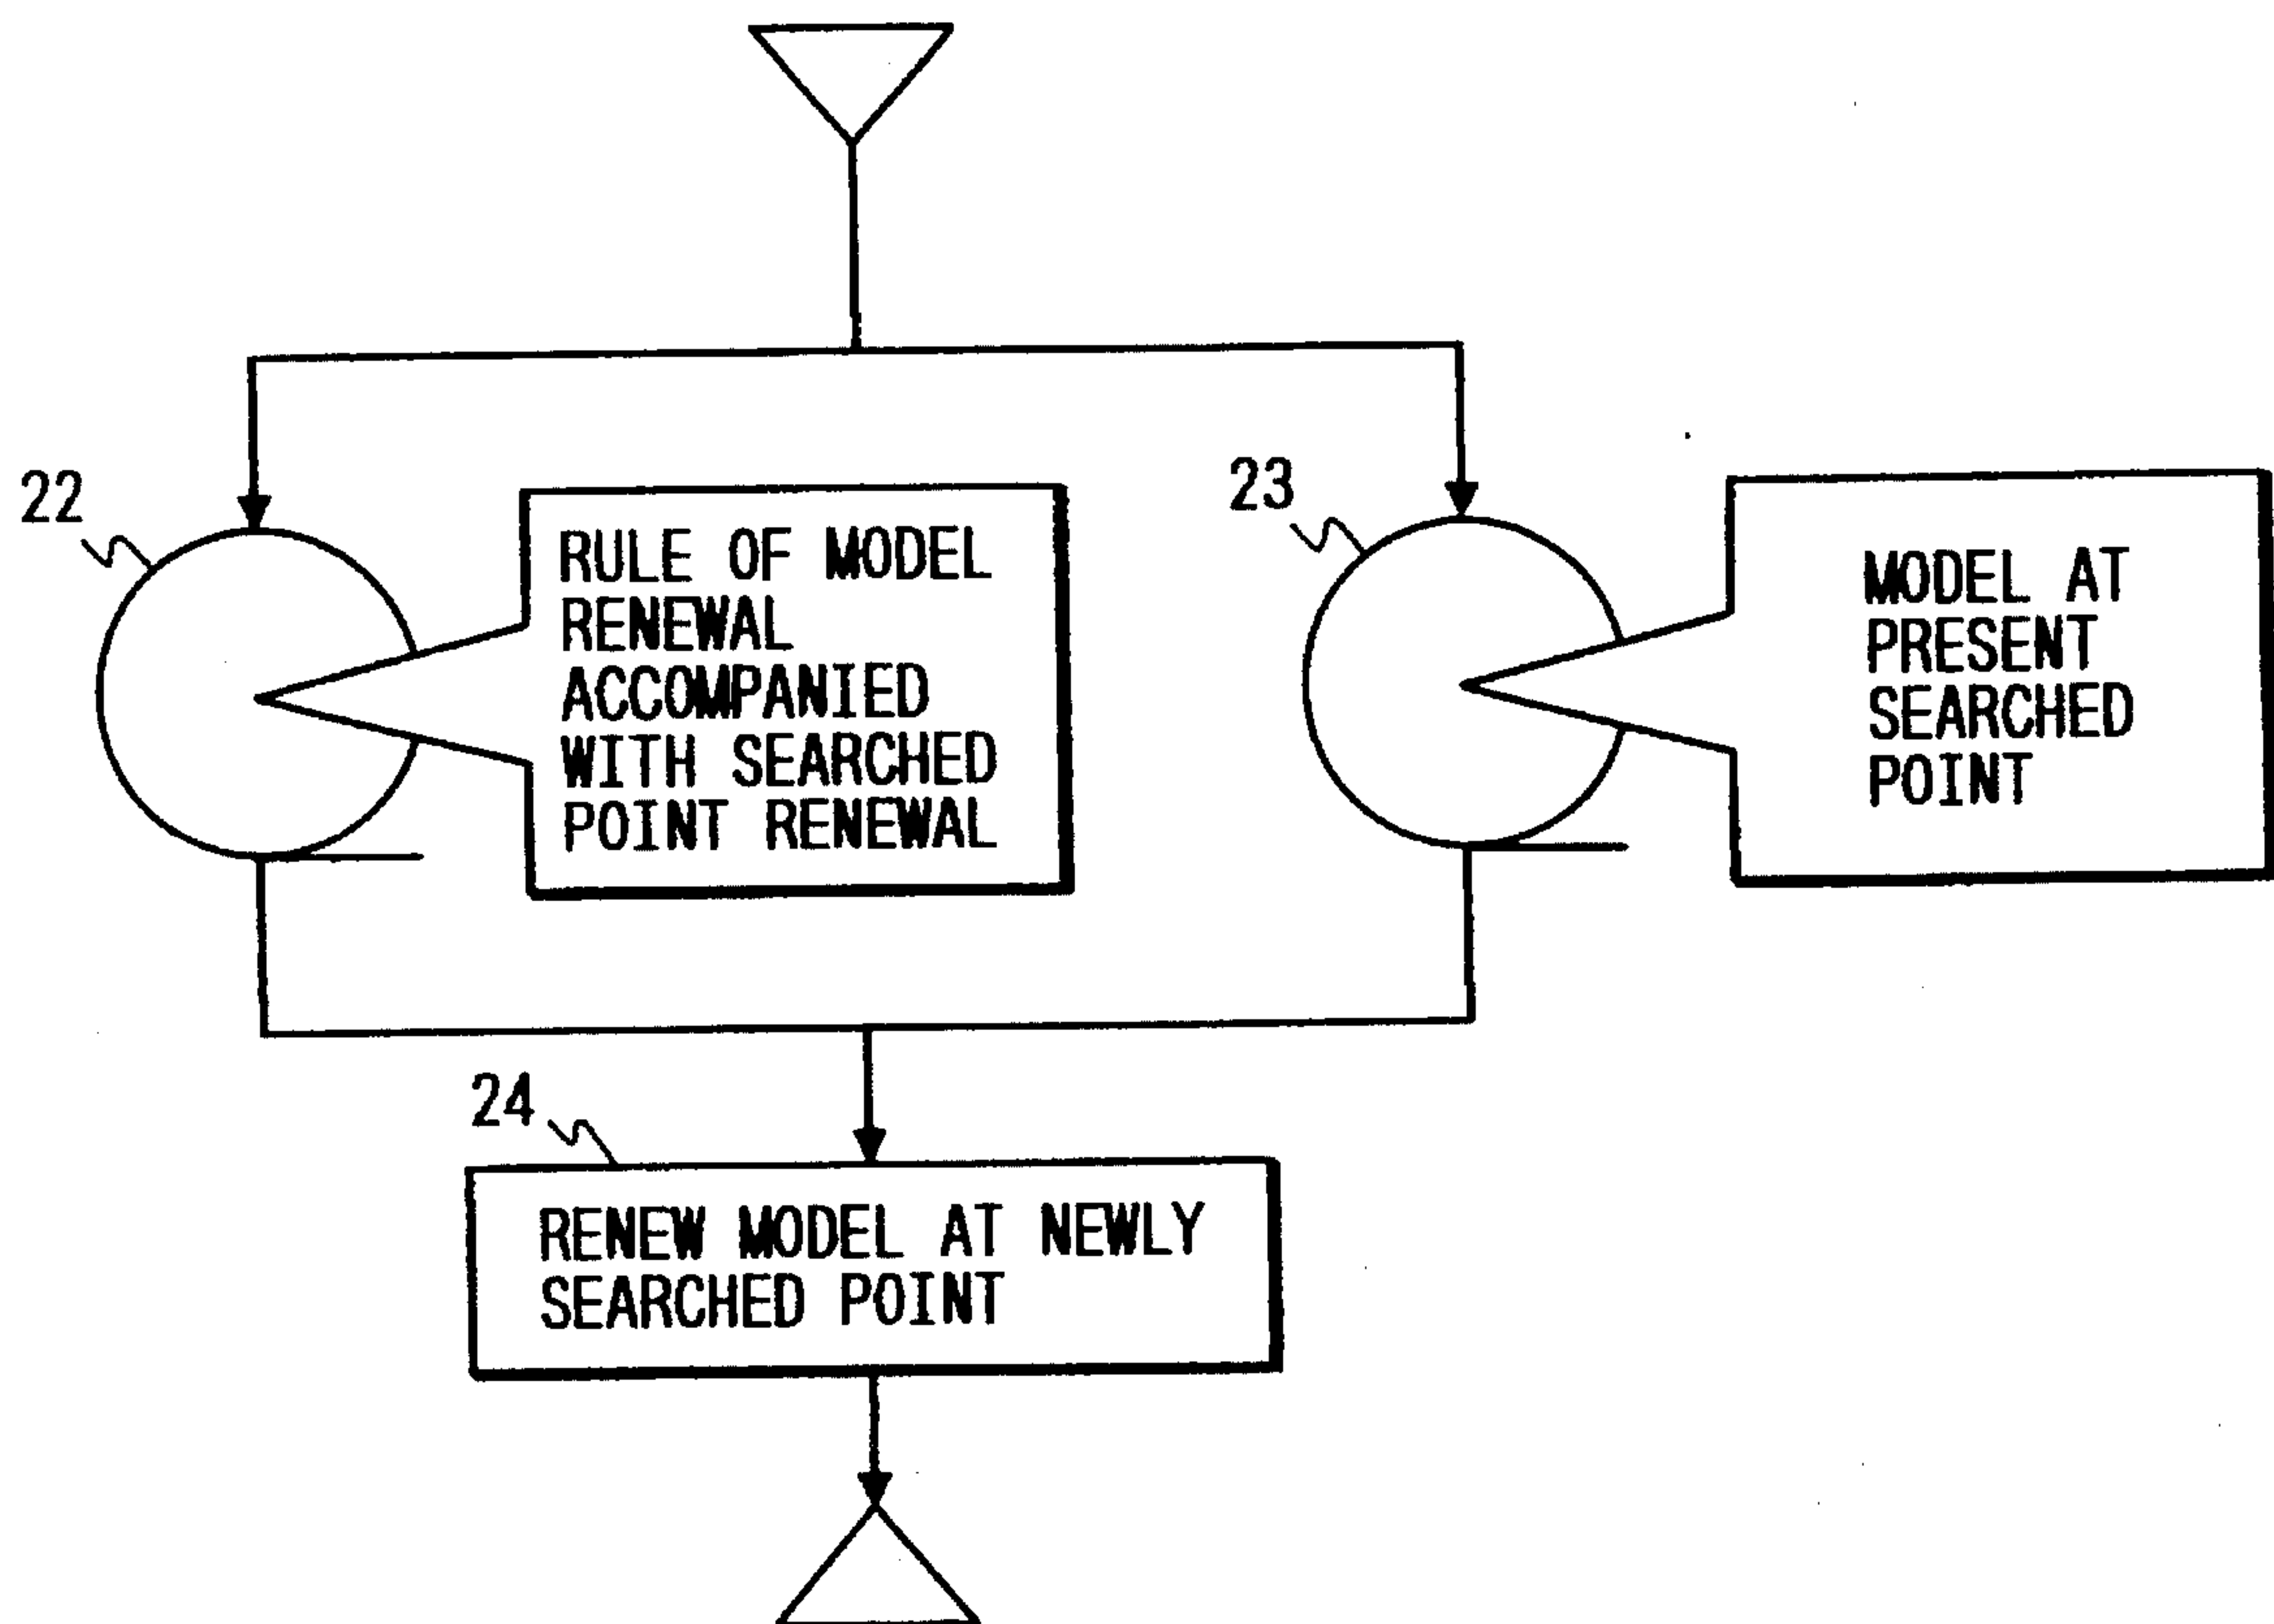 22
RULE OF MODEL
RENEWAL
ACCOMPANIED
WITH SEARCHED
POINT RENEWAL
23
MODEL AT
PRESENT
SEARCHED
POINT
24
RENEW MODEL AT NEWLY
SEARCHED POINT